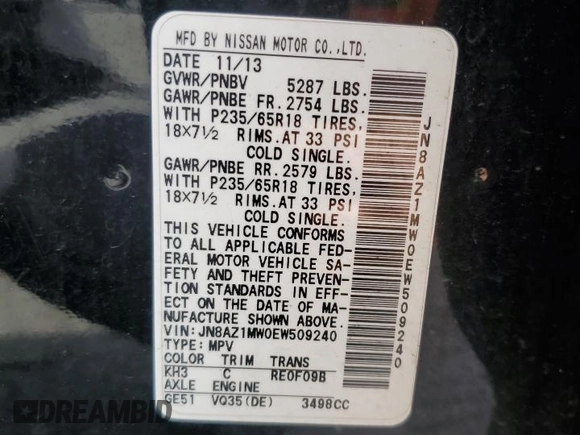 MFD BY NISSAN MOTOR CO.,LTD.
DATE 11/13
GVWR/PNBV 5287 LBS.
GAWR/PNBE FR. 2754 LBS.
WITH P235/65R18 TIRES,
18×7½ RIMS.AT 33 PSI
COLD SINGLE.
GAWR/PNBE RR. 2579 LBS.
WITH P235/65R18 TIRES,
18×7½ RIMS.AT 33 PSI
COLD SINGLE.
THIS VEHICLE CONFORMS
TO ALL APPLICABLE FED-
ERAL MOTOR VEHICLE SA-
FETY AND THEFT PREVEN-
TION STANDARDS IN EFF-
ECT ON THE DATE OF MA-
NUFACTURE SHOWN ABOVE.
VIN: JN8AZ1MW0EW509240
TYPE: MPV
COLOR TRIM TRANS
KH3 C RE0F09B
AXLE ENGINE
GE51 VQ35(DE) 3498CC
JN8AZ1MW0EW509240
DREAMBID